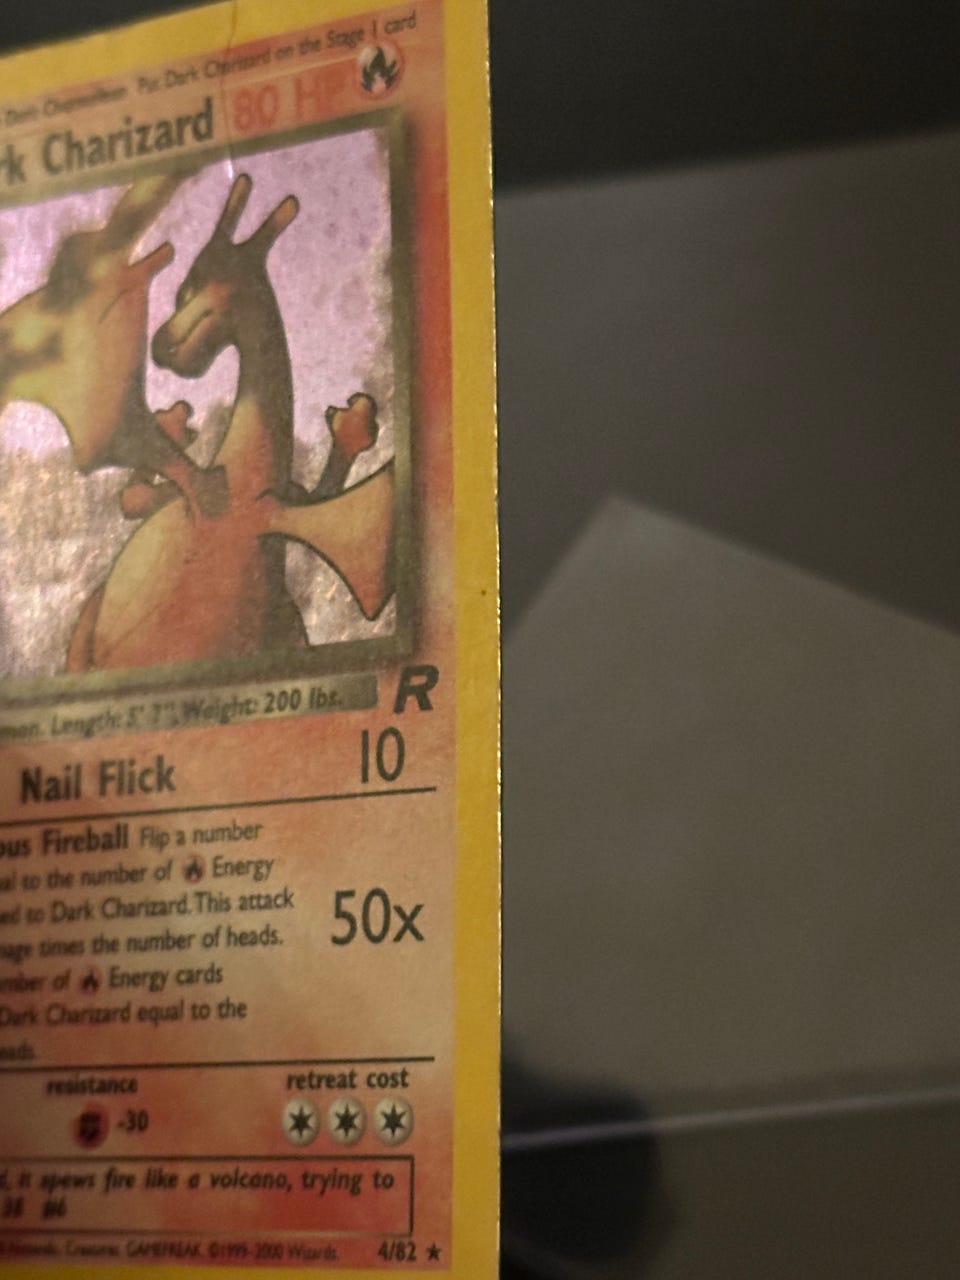 Put Dark Charizard on the Stage 1 card
rk Charizard 80 HP
mon. Length: 5' 7", Weight: 200 lbs.
R
Nail Flick 10
ous Fireball Flip a number
al to the number of Energy
ed to Dark Charizard. This attack
mage times the number of heads.
50x
mber of Energy cards
Dark Charizard equal to the
eads.
resistance retreat cost
-30
d, it spews fire like a volcano, trying to
Creatures, GAMEFREAK. ©1999-2000 Wizards. 4/82 ★